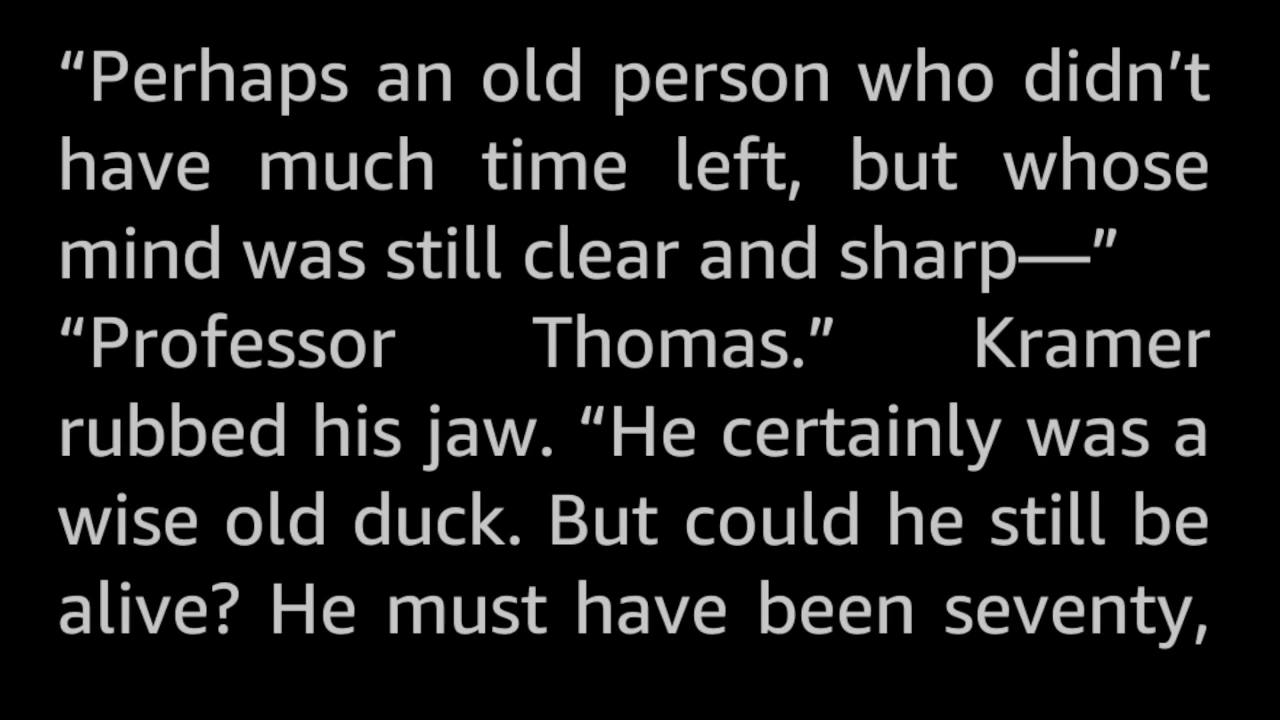 “Perhaps an old person who didn’t
have much time left, but whose
mind was still clear and sharp—”
“Professor Thomas.” Kramer
rubbed his jaw. “He certainly was a
wise old duck. But could he still be
alive? He must have been seventy,